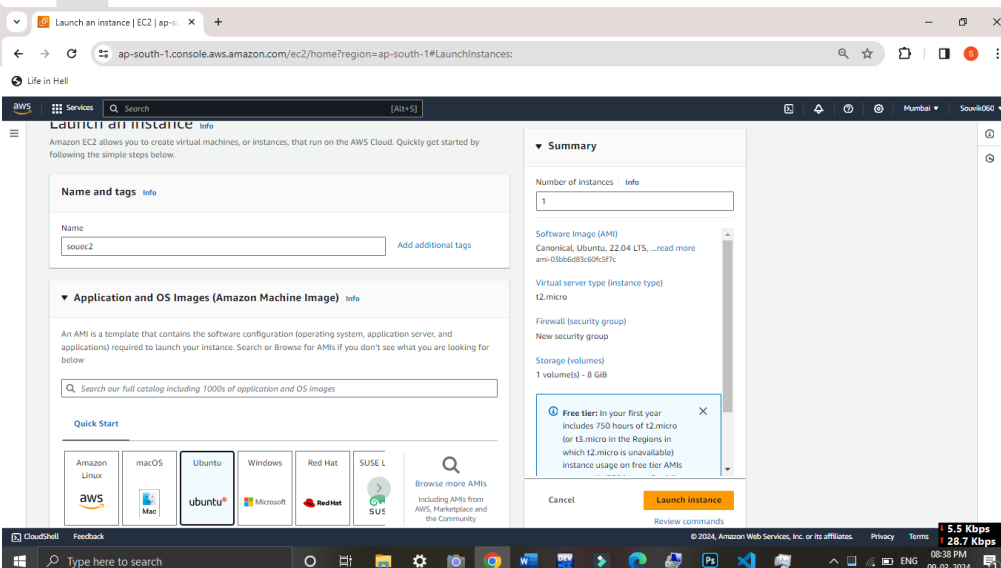 Launch an instance | EC2 | ap-sc
ap-south-1.console.aws.amazon.com/ec2/home?region=ap-south-1#LaunchInstances:
S
Life in Hell
aws Services Search [Alt+S] Mumbai Souvik060
Launch an instance Info
Amazon EC2 allows you to create virtual machines, or instances, that run on the AWS Cloud. Quickly get started by
following the simple steps below.
Name and tags Info
Name
souec2
Add additional tags
Application and OS Images (Amazon Machine Image) Info
An AMI is a template that contains the software configuration (operating system, application server, and
applications) required to launch your instance. Search or Browse for AMIs if you don't see what you are looking for
below
Search our full catalog including 1000s of application and OS images
Quick Start
Amazon
Linux
aws
macOS
Mac
Ubuntu
ubuntu
Windows
Microsoft
Red Hat
Red Hat
SUSE L
SUS
Browse more AMIs
Including AMIs from
AWS, Marketplace and
the Community
Summary
Number of instances Info
1
Software Image (AMI)
Canonical, Ubuntu, 22.04 LTS, ...read more
ami-03bb6d83c60fc5f7c
Virtual server type (instance type)
t2.micro
Firewall (security group)
New security group
Storage (volumes)
1 volume(s) - 8 GiB
Free tier: In your first year
includes 750 hours of t2.micro
(or t3.micro in the Regions in
which t2.micro is unavailable)
instance usage on free tier AMIs
Cancel
Launch instance
Review commands
CloudShell Feedback © 2024, Amazon Web Services, Inc. or its affiliates. Privacy Terms
5.5 Kbps
28.7 Kbps
Type here to search
W
Ps
ENG
08:38 PM
09-03-2024